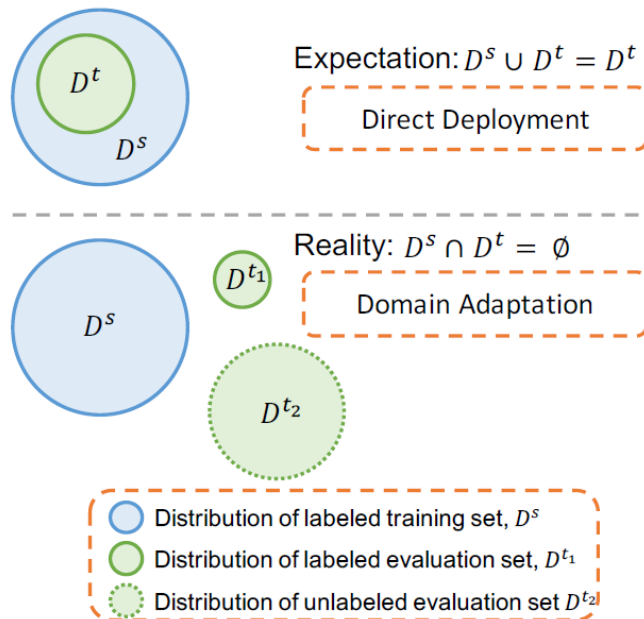 Expectation: Dˢ ∪ Dᵗ = Dᵗ
Dᵗ
Direct Deployment
Dˢ
Reality: Dˢ ∩ Dᵗ = ∅
Dᵗ₁
Domain Adaptation
Dˢ
Dᵗ₂
Distribution of labeled training set, Dˢ
Distribution of labeled evaluation set, Dᵗ₁
Distribution of unlabeled evaluation set Dᵗ₂